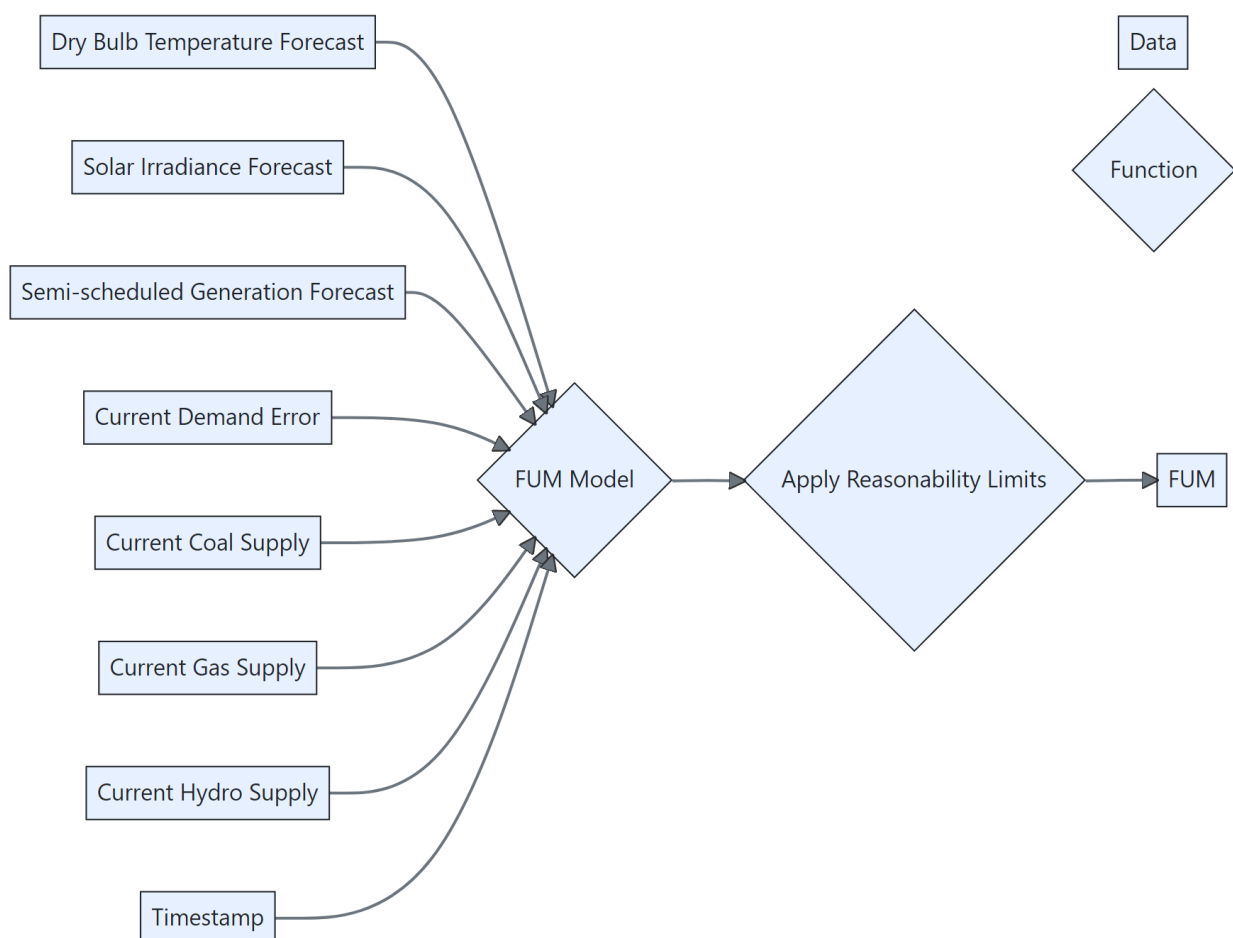 Dry Bulb Temperature Forecast
Data
Solar Irradiance Forecast
Function
Semi-scheduled Generation Forecast
Current Demand Error
FUM Model
Apply Reasonability Limits
FUM
Current Coal Supply
Current Gas Supply
Current Hydro Supply
Timestamp